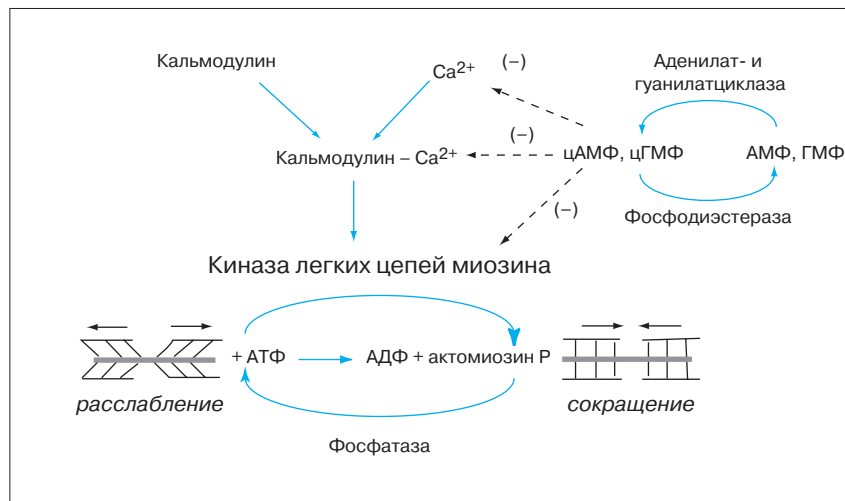 Кальмодулин
Ca2+
(–)
Аденилат- и
гуанилатциклаза
(–)
Кальмодулин – Ca2+
цАМФ, цГМФ
АМФ, ГМФ
(–)
Фосфодиэстераза
Киназа легких цепей миозина
+ АТФ
АДФ + актомиозин Р
расслабление
сокращение
Фосфатаза